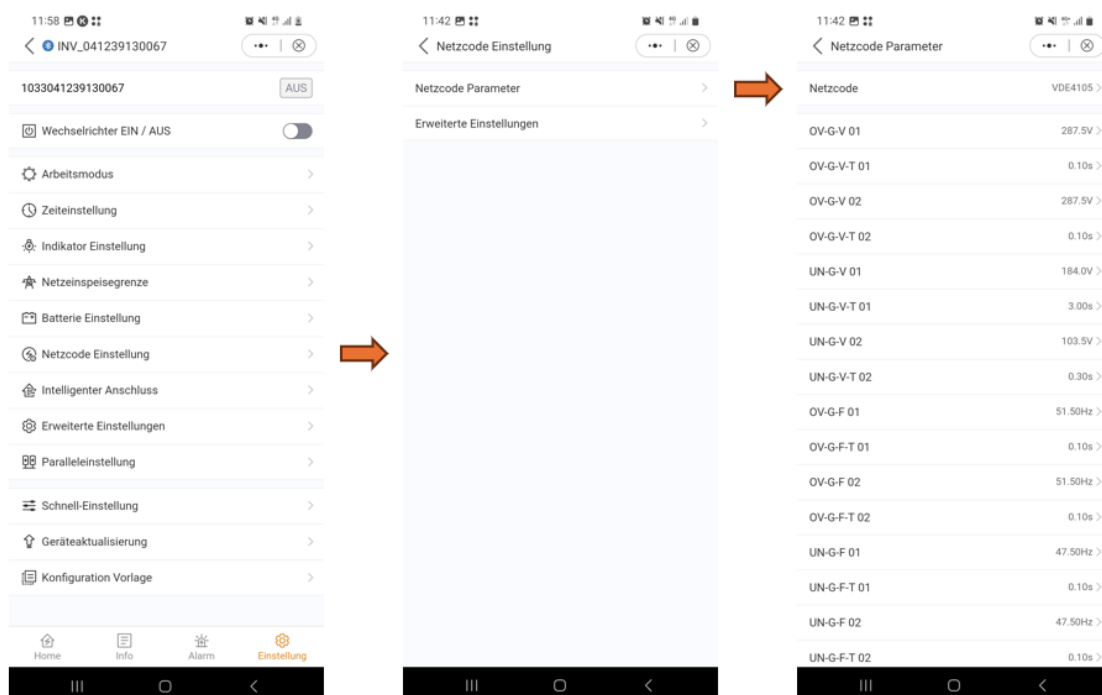 11:58
INV_041239130067
1033041239130067
AUS
Wechselrichter EIN / AUS
Arbeitsmodus
Zeiteinstellung
Indikator Einstellung
Netzeinspeisegrenze
Batterie Einstellung
Netzcode Einstellung
Intelligenter Anschluss
Erweiterte Einstellungen
Paralleleinstellung
Schnell-Einstellung
Geräteaktualisierung
Konfiguration Vorlage
Home Info Alarm Einstellung
11:42
Netzcode Einstellung
Netzcode Parameter
Erweiterte Einstellungen
11:42
Netzcode Parameter
Netzcode VDE4105
OV-G-V 01 287.5V
OV-G-V-T 01 0.10s
OV-G-V 02 287.5V
OV-G-V-T 02 0.10s
UN-G-V 01 184.0V
UN-G-V-T 01 3.00s
UN-G-V 02 103.5V
UN-G-V-T 02 0.30s
OV-G-F 01 51.50Hz
OV-G-F-T 01 0.10s
OV-G-F 02 51.50Hz
OV-G-F-T 02 0.10s
UN-G-F 01 47.50Hz
UN-G-F-T 01 0.10s
UN-G-F 02 47.50Hz
UN-G-F-T 02 0.10s